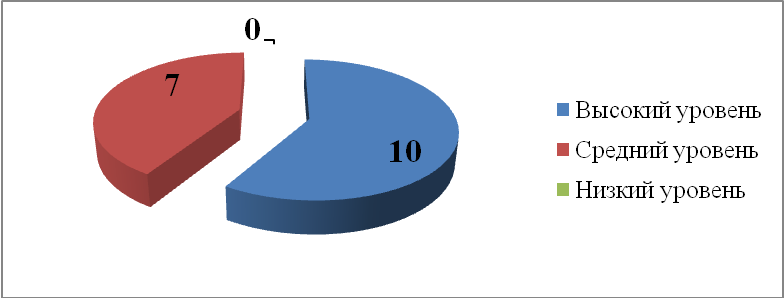 0
7
10
Высокий уровень
Средний уровень
Низкий уровень